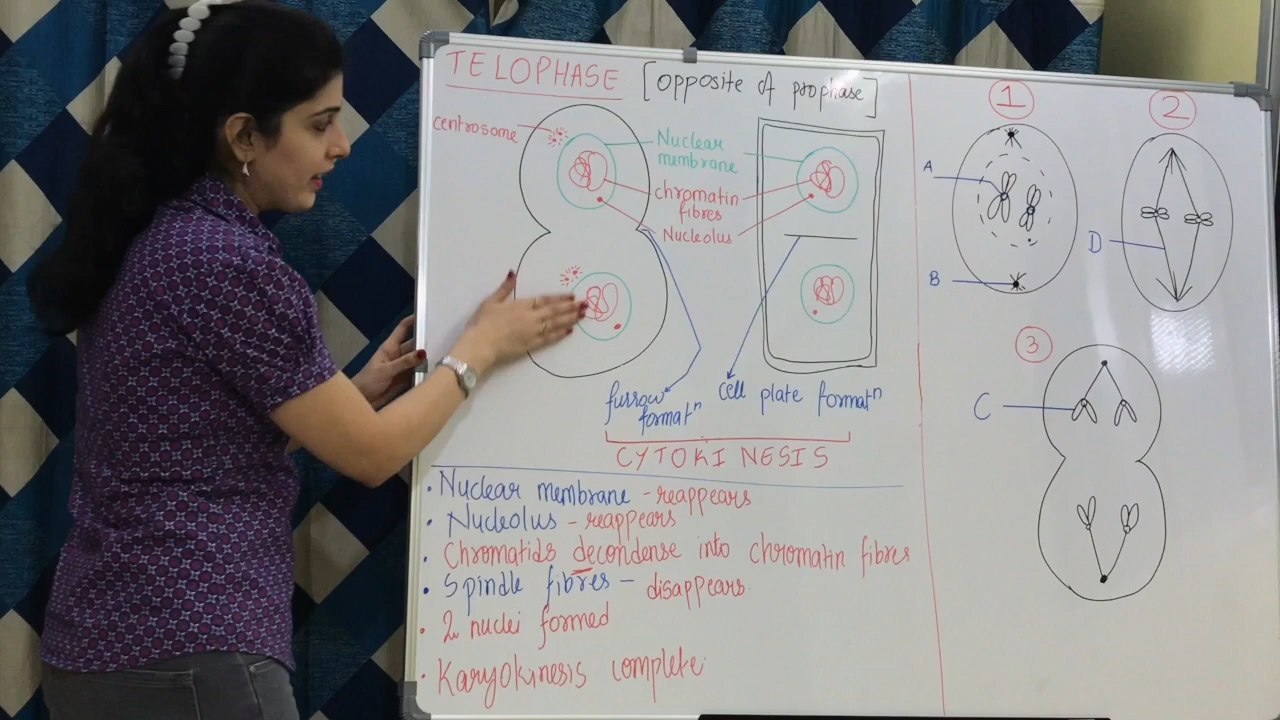 TELOPHASE [opposite of prophase]
centrosome
Nuclear
membrane
chromatin
fibres
Nucleolus
furrow
formatⁿ
cell plate formatⁿ
CYTOKINESIS
• Nuclear membrane - reappears
• Nucleolus - reappears
• Chromatids decondense into chromatin fibres
• Spindle fibres - disappears.
• 2 nuclei formed
• Karyokinesis complete
1
A
B
2
D
3
C